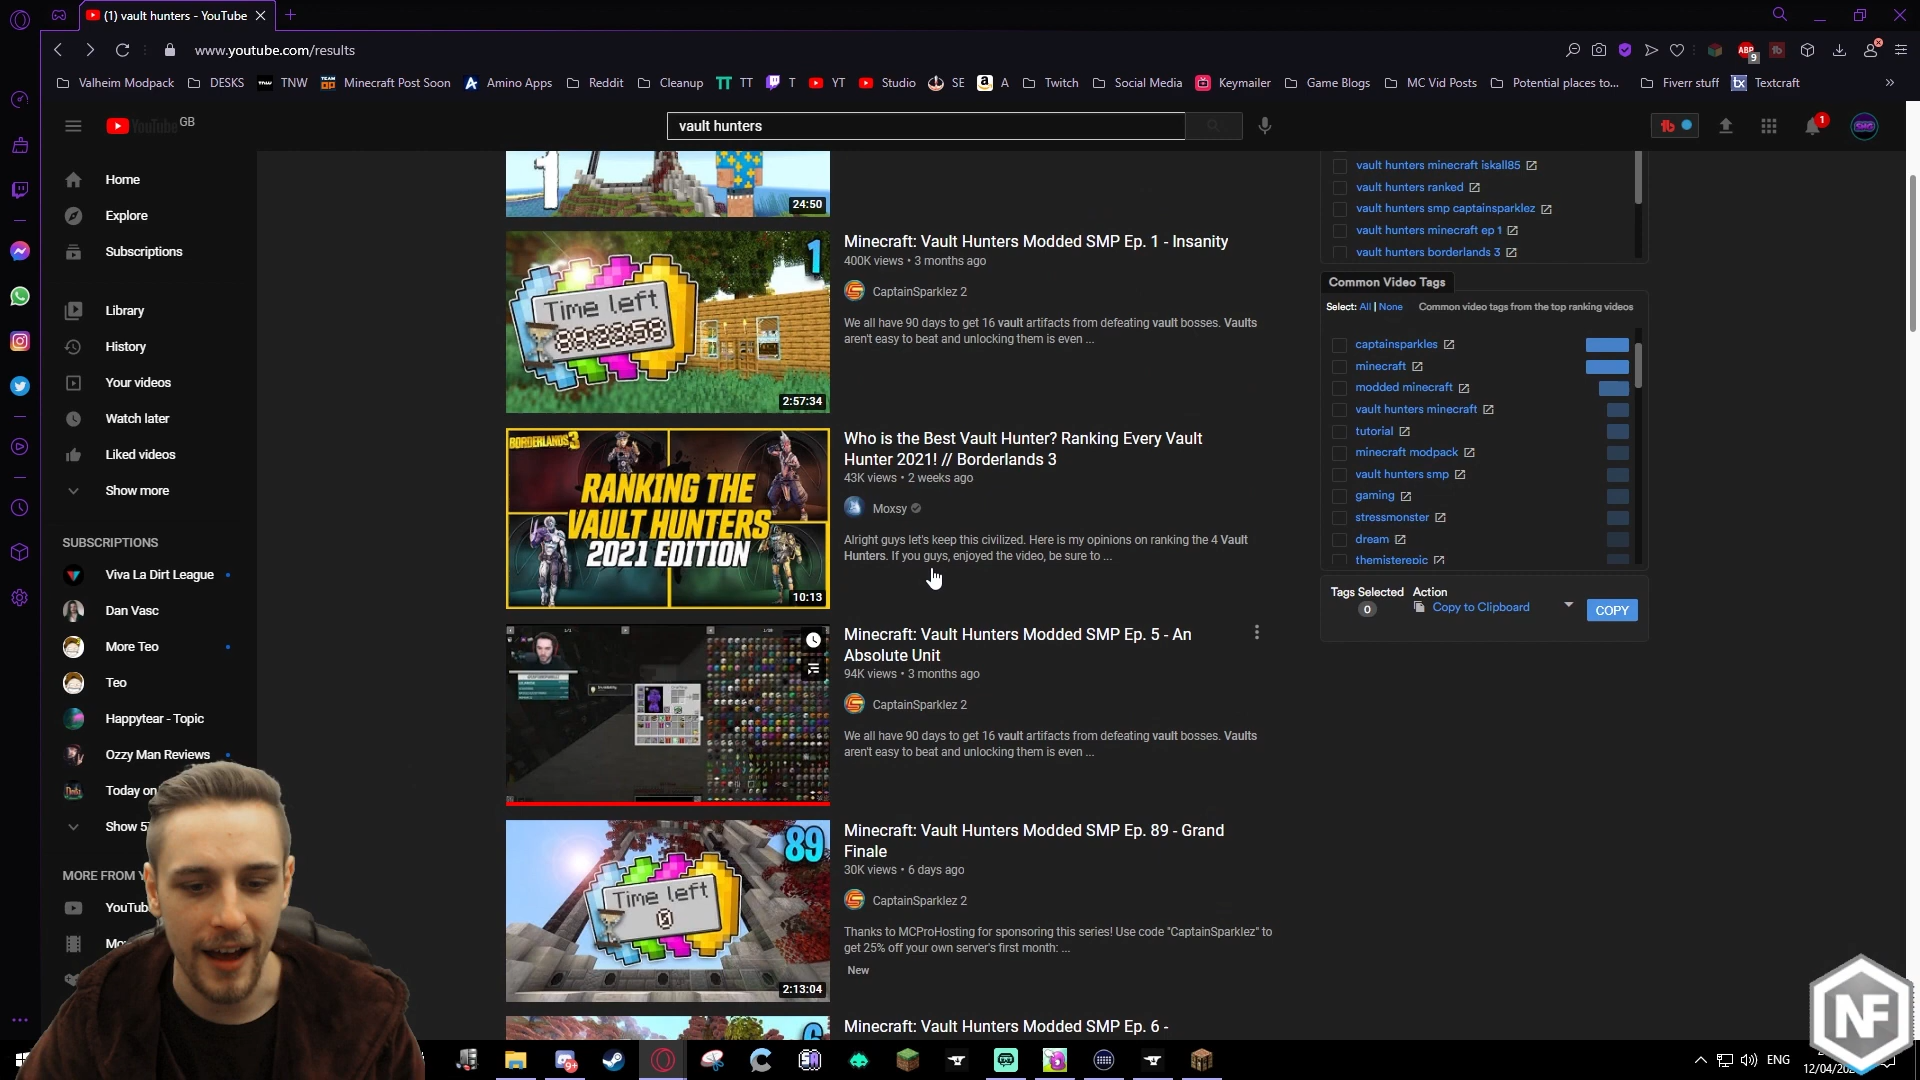 (1) vault hunters - YouTube
www.youtube.com/results
Valheim Modpack
DESKS
TNW
Minecraft Post Soon
Amino Apps
Reddit
Cleanup
TT
T
YT
Studio
SE
A
Twitch
Social Media
Keymailer
Game Blogs
MC Vid Posts
Potential places to...
Fiverr stuff
Textcraft
YouTube
GB
vault hunters
1
Home
Explore
Subscriptions
Library
History
Your videos
Watch later
Liked videos
Show more
SUBSCRIPTIONS
Viva La Dirt League
Dan Vasc
More Teo
Teo
Happytear - Topic
Ozzy Man Reviews
Today on
Show 5
MORE FROM Y
YouTub
Mo
24:50
Minecraft: Vault Hunters Modded SMP Ep. 1 - Insanity
400K views • 3 months ago
CaptainSparklez 2
We all have 90 days to get 16 vault artifacts from defeating vault bosses. Vaults
aren't easy to beat and unlocking them is even ...
1
Time left
2:57:34
Who is the Best Vault Hunter? Ranking Every Vault
Hunter 2021! // Borderlands 3
43K views • 2 weeks ago
Moxsy
Alright guys let's keep this civilized. Here is my opinions on ranking the 4 Vault
Hunters. If you guys, enjoyed the video, be sure to ...
BORDERLANDS 3
RANKING THE
VAULT HUNTERS
2021 EDITION
10:13
Minecraft: Vault Hunters Modded SMP Ep. 5 - An
Absolute Unit
94K views • 3 months ago
CaptainSparklez 2
We all have 90 days to get 16 vault artifacts from defeating vault bosses. Vaults
aren't easy to beat and unlocking them is even ...
Minecraft: Vault Hunters Modded SMP Ep. 89 - Grand
Finale
30K views • 6 days ago
CaptainSparklez 2
Thanks to MCProHosting for sponsoring this series! Use code "CaptainSparklez" to
get 25% off your own server's first month: ...
New
89
Time left
0
2:13:04
Minecraft: Vault Hunters Modded SMP Ep. 6 -
vault hunters minecraft iskall85
vault hunters ranked
vault hunters smp captainsparklez
vault hunters minecraft ep 1
vault hunters borderlands 3
Common Video Tags
Select: All | None
Common video tags from the top ranking videos
captainsparkles
minecraft
modded minecraft
vault hunters minecraft
tutorial
minecraft modpack
vault hunters smp
gaming
stressmonster
dream
themisterepic
Tags Selected
0
Action
Copy to Clipboard
COPY
NF
ENG
12/04/20